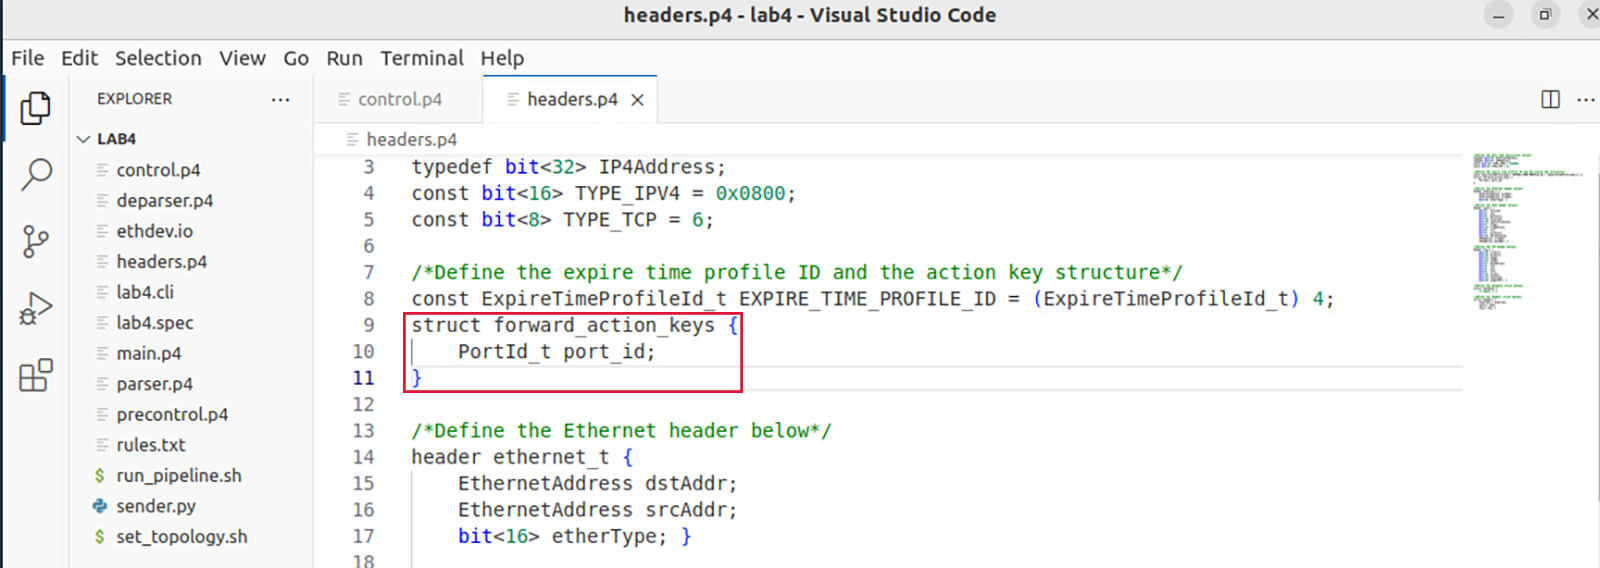 headers.p4 - lab4 - Visual Studio Code
File Edit Selection View Go Run Terminal Help
EXPLORER
LAB4
control.p4
deparser.p4
ethdev.io
headers.p4
lab4.cli
lab4.spec
main.p4
parser.p4
precontrol.p4
rules.txt
run_pipeline.sh
sender.py
set_topology.sh
control.p4 headers.p4
headers.p4
3 typedef bit<32> IP4Address;
4 const bit<16> TYPE_IPV4 = 0x0800;
5 const bit<8> TYPE_TCP = 6;
6
7 /*Define the expire time profile ID and the action key structure*/
8 const ExpireTimeProfileId_t EXPIRE_TIME_PROFILE_ID = (ExpireTimeProfileId_t) 4;
9 struct forward_action_keys {
10     PortId_t port_id;
11 }
12
13 /*Define the Ethernet header below*/
14 header ethernet_t {
15     EthernetAddress dstAddr;
16     EthernetAddress srcAddr;
17     bit<16> etherType; }
18